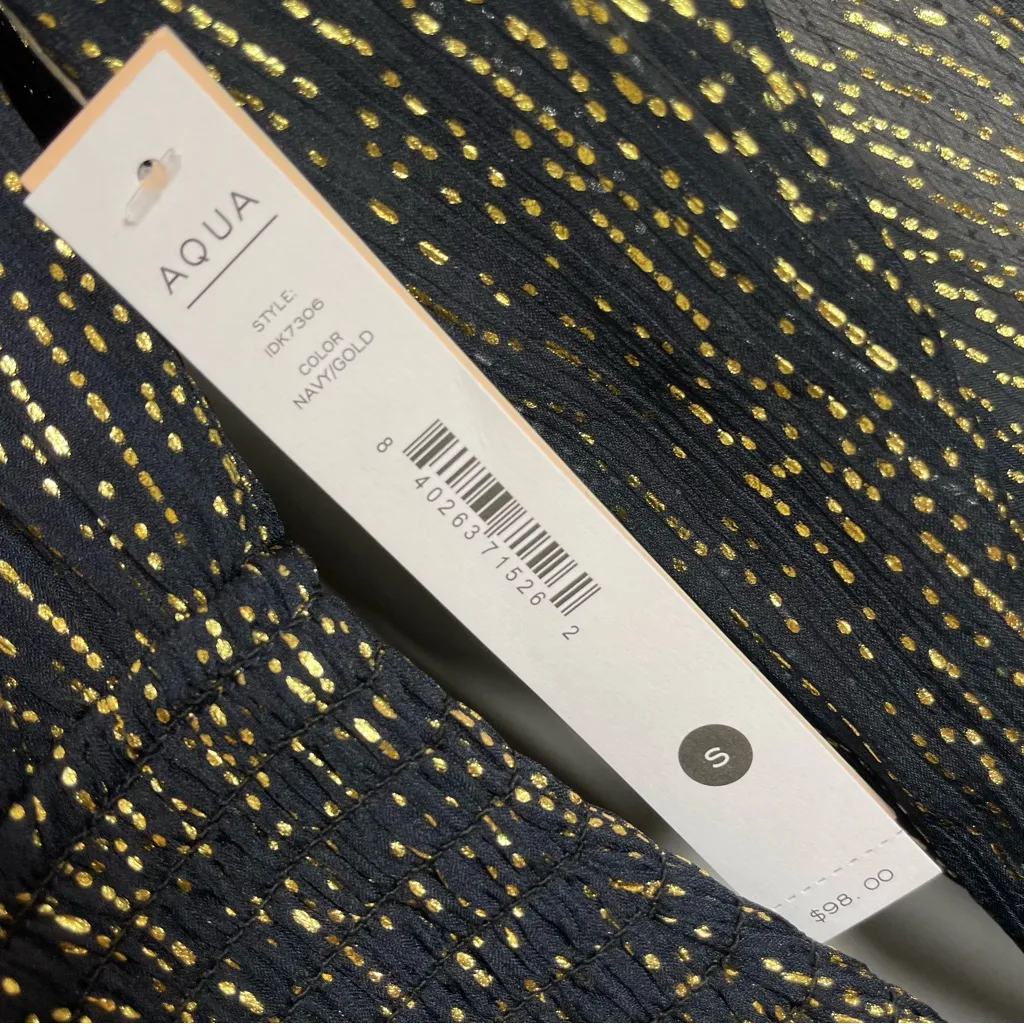 AQUA
STYLE:
IDK7306
COLOR
NAVY/GOLD
8 40263 71526 2
S
$98.00